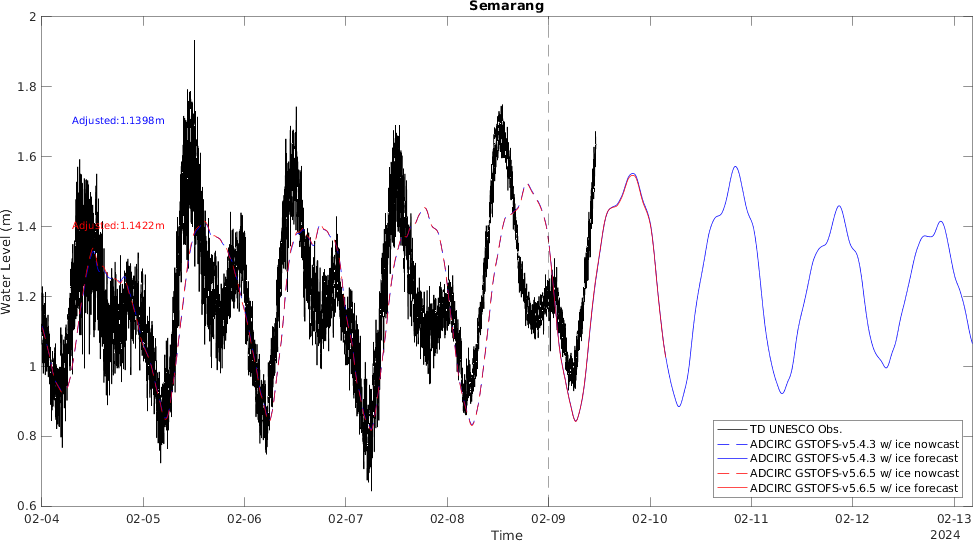 Semarang
2
1.8
1.6
1.4
1.2
1
0.8
0.6
Water Level (m)
Adjusted:1.1398m
Adjusted:1.1422m
TD UNESCO Obs.
ADCIRC GSTOFS-v5.4.3 w/ ice nowcast
ADCIRC GSTOFS-v5.4.3 w/ ice forecast
ADCIRC GSTOFS-v5.6.5 w/ ice nowcast
ADCIRC GSTOFS-v5.6.5 w/ ice forecast
02-04 02-05 02-06 02-07 02-08 02-09 02-10 02-11 02-12 02-13
Time
2024